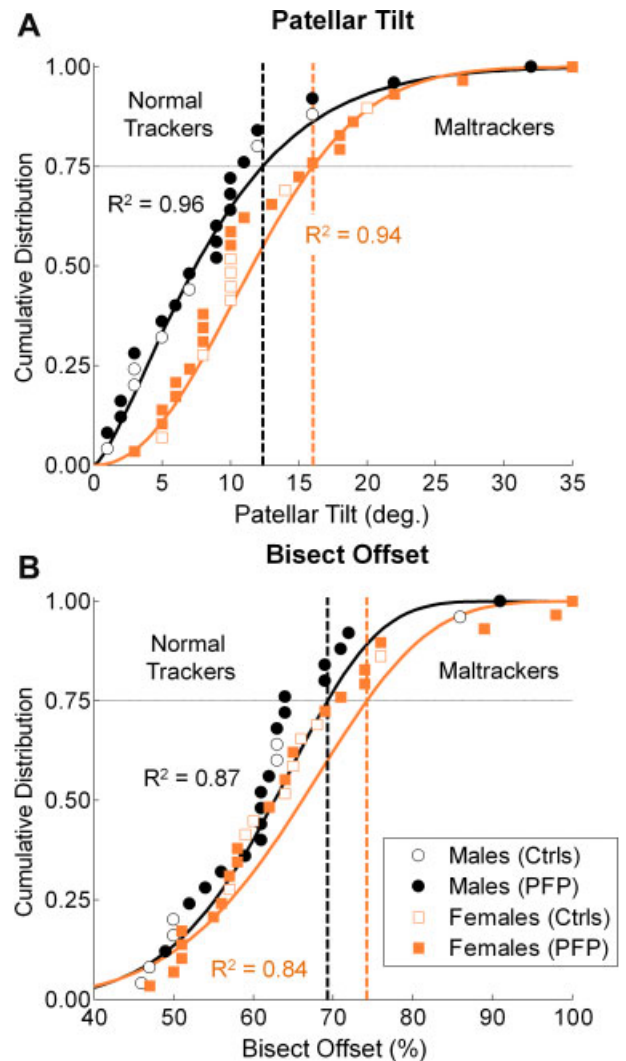 A
Patellar Tilt
1.00
0.75
0.50
0.25
0.00
Cumulative Distribution
Normal
Trackers
Maltrackers
R² = 0.96
R² = 0.94
0 5 10 15 20 25 30 35
Patellar Tilt (deg.)
B
Bisect Offset
1.00
0.75
0.50
0.25
0.00
Cumulative Distribution
Normal
Trackers
Maltrackers
R² = 0.87
R² = 0.84
Males (Ctrls)
Males (PFP)
Females (Ctrls)
Females (PFP)
40 50 60 70 80 90 100
Bisect Offset (%)